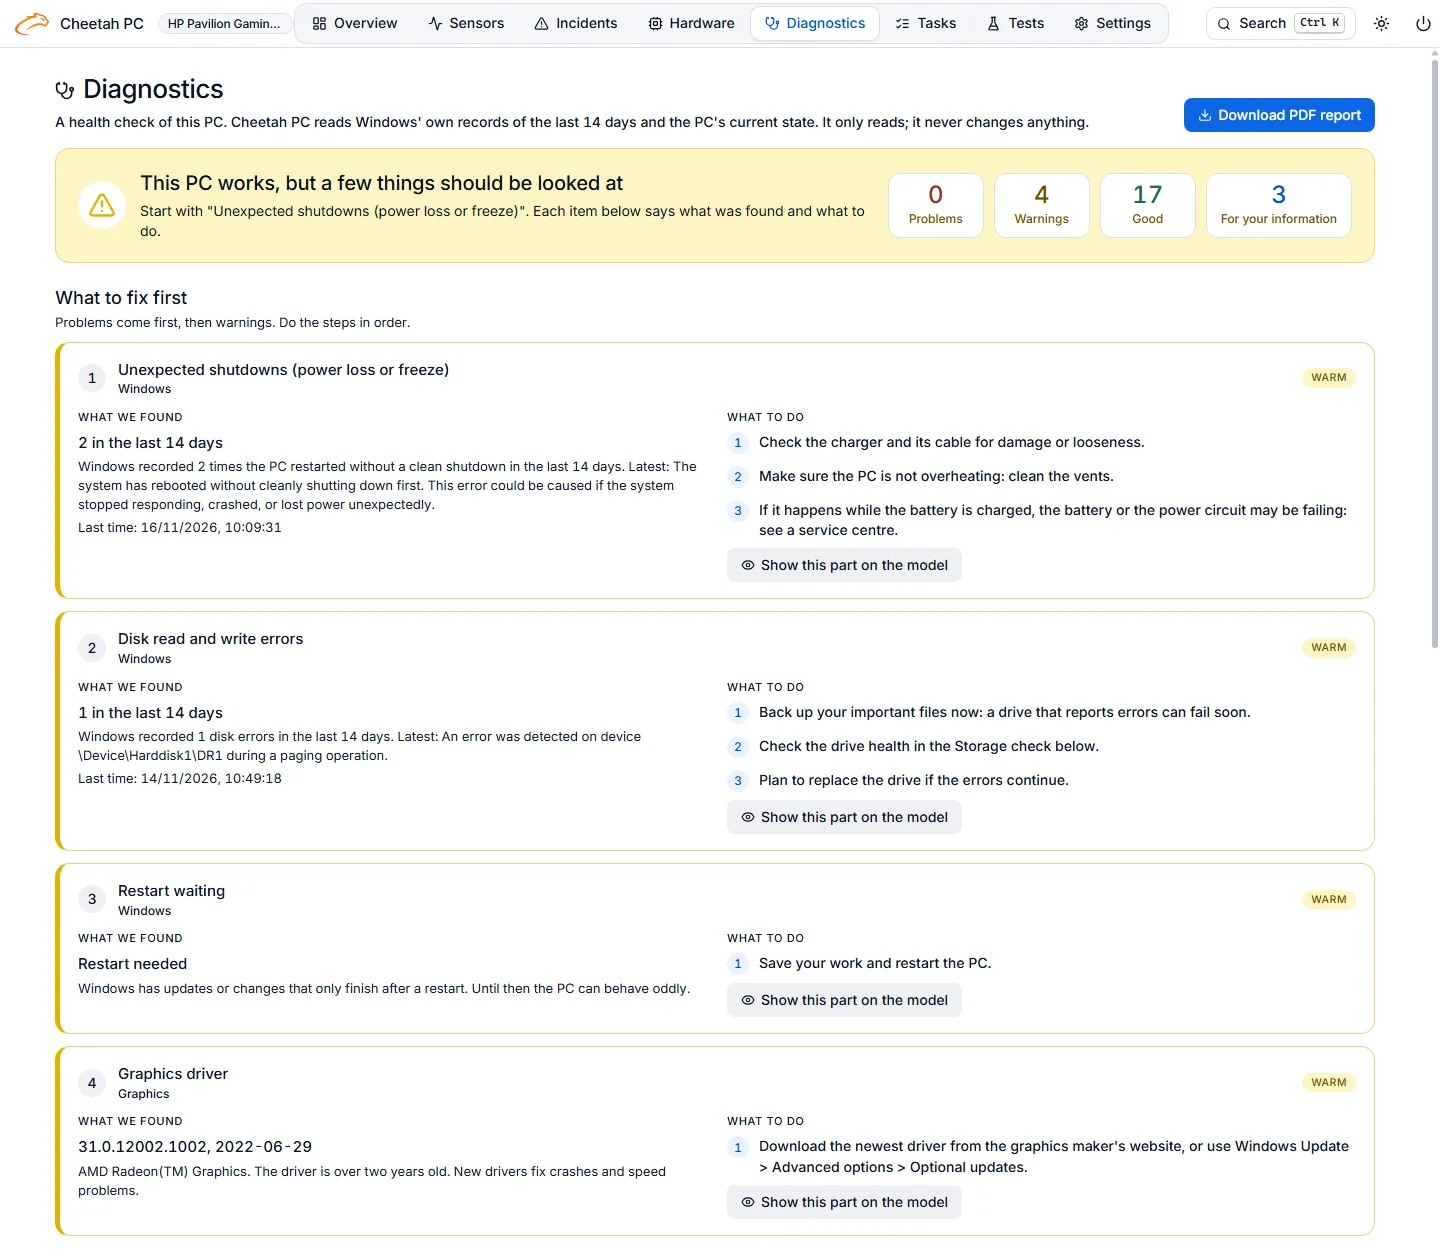 Cheetah PC
HP Pavilion Gamin...
Overview
Sensors
Incidents
Hardware
Diagnostics
Tasks
Tests
Settings
Search Ctrl K
Diagnostics
A health check of this PC. Cheetah PC reads Windows' own records of the last 14 days and the PC's current state. It only reads; it never changes anything.
Download PDF report
This PC works, but a few things should be looked at
Start with "Unexpected shutdowns (power loss or freeze)". Each item below says what was found and what to
do.
0
Problems
4
Warnings
17
Good
3
For your information
What to fix first
Problems come first, then warnings. Do the steps in order.
1
Unexpected shutdowns (power loss or freeze)
Windows
WARM
WHAT WE FOUND
2 in the last 14 days
Windows recorded 2 times the PC restarted without a clean shutdown in the last 14 days. Latest: The
system has rebooted without cleanly shutting down first. This error could be caused if the system
stopped responding, crashed, or lost power unexpectedly.
Last time: 16/11/2026, 10:09:31
WHAT TO DO
1 Check the charger and its cable for damage or looseness.
2 Make sure the PC is not overheating: clean the vents.
3 If it happens while the battery is charged, the battery or the power circuit may be failing:
see a service centre.
Show this part on the model
2
Disk read and write errors
Windows
WARM
WHAT WE FOUND
1 in the last 14 days
Windows recorded 1 disk errors in the last 14 days. Latest: An error was detected on device
\Device\Harddisk1\DR1 during a paging operation.
Last time: 14/11/2026, 10:49:18
WHAT TO DO
1 Back up your important files now: a drive that reports errors can fail soon.
2 Check the drive health in the Storage check below.
3 Plan to replace the drive if the errors continue.
Show this part on the model
3
Restart waiting
Windows
WARM
WHAT WE FOUND
Restart needed
Windows has updates or changes that only finish after a restart. Until then the PC can behave oddly.
WHAT TO DO
1 Save your work and restart the PC.
Show this part on the model
4
Graphics driver
Graphics
WARM
WHAT WE FOUND
31.0.12002.1002, 2022-06-29
AMD Radeon(TM) Graphics. The driver is over two years old. New drivers fix crashes and speed
problems.
WHAT TO DO
1 Download the newest driver from the graphics maker's website, or use Windows Update
> Advanced options > Optional updates.
Show this part on the model